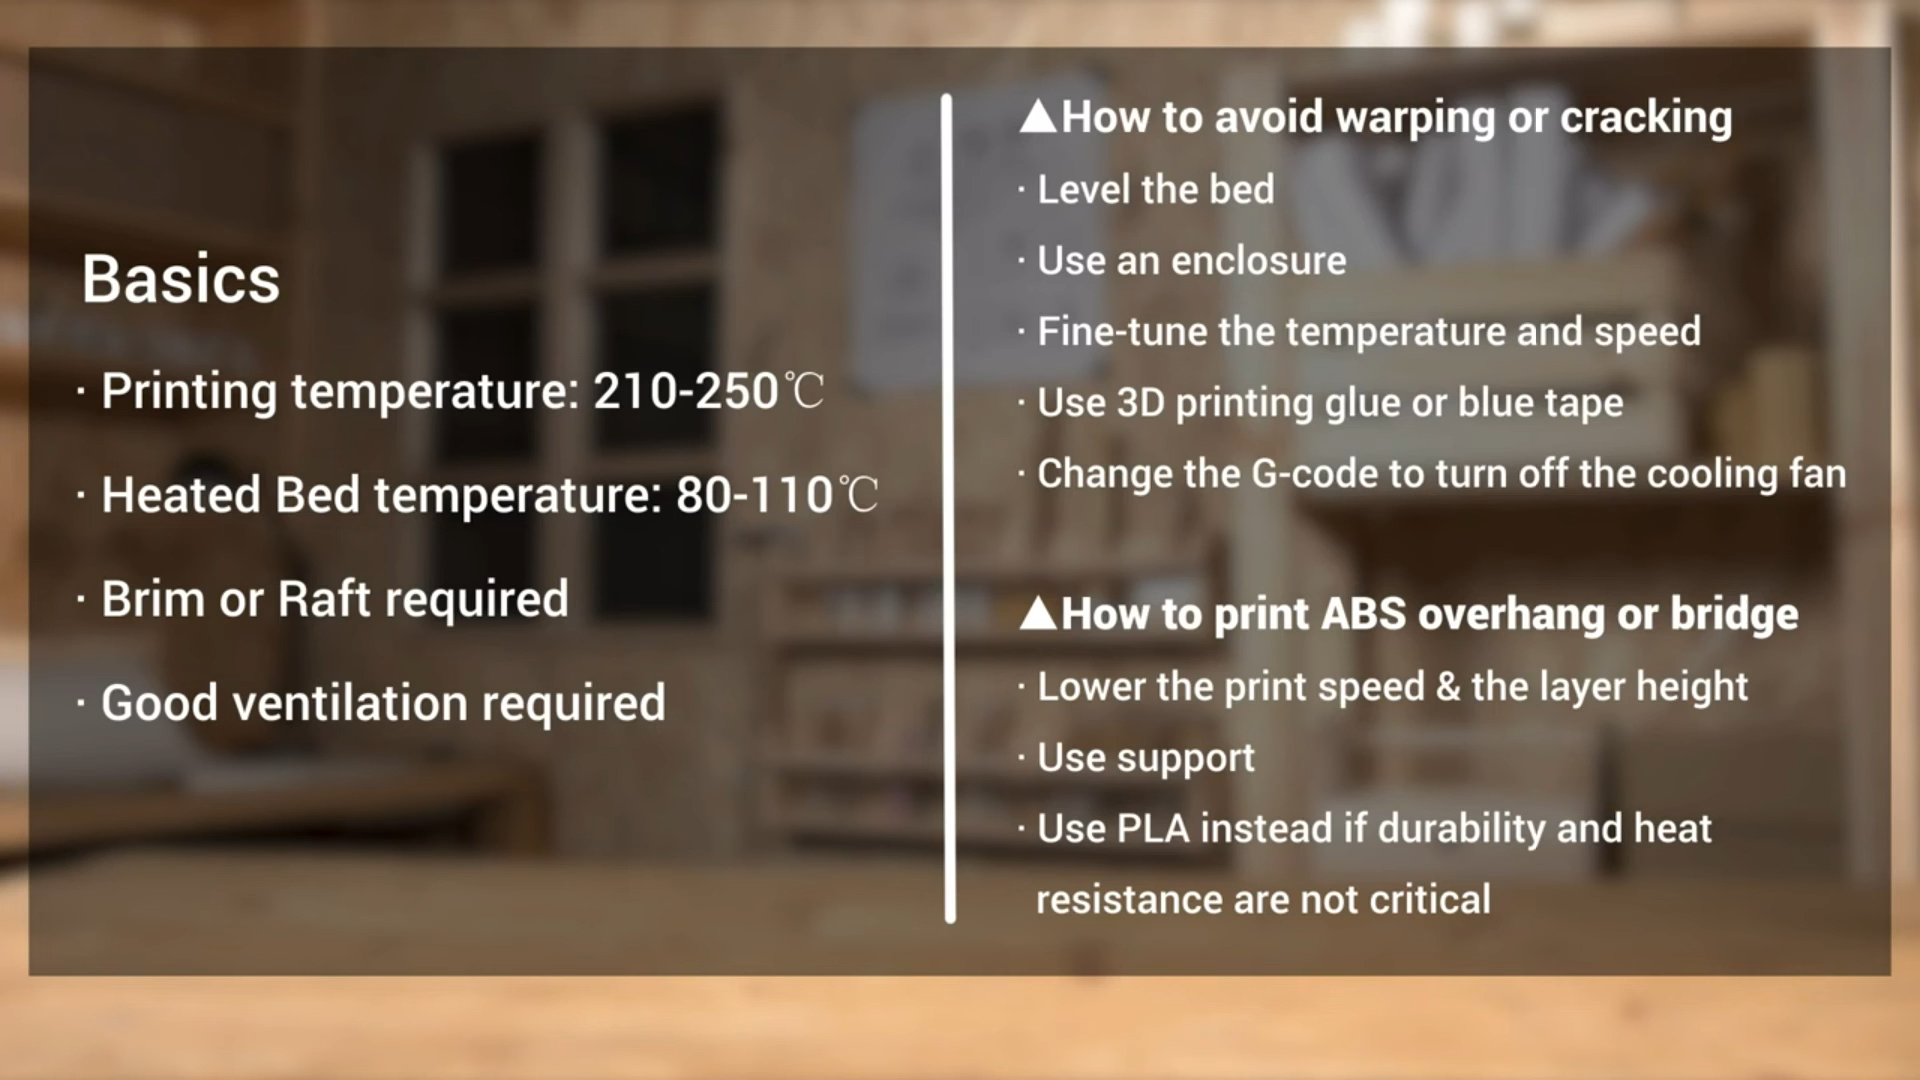 Basics
· Printing temperature: 210-250℃
· Heated Bed temperature: 80-110℃
· Brim or Raft required
· Good ventilation required
▲How to avoid warping or cracking
· Level the bed
· Use an enclosure
· Fine-tune the temperature and speed
· Use 3D printing glue or blue tape
· Change the G-code to turn off the cooling fan
▲How to print ABS overhang or bridge
· Lower the print speed & the layer height
· Use support
· Use PLA instead if durability and heat
resistance are not critical